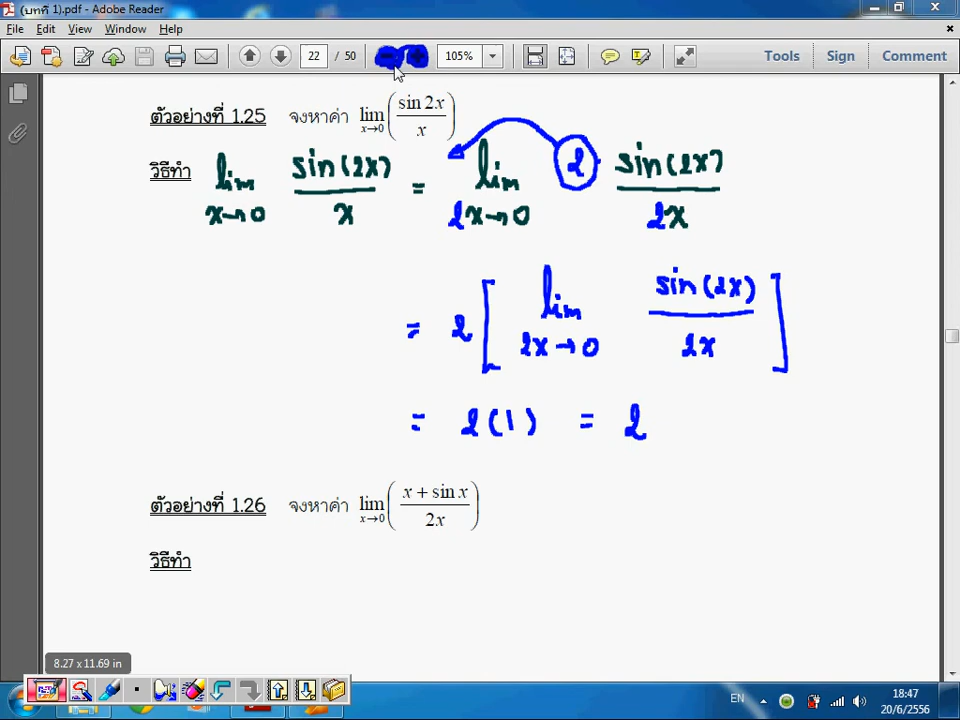 (บทที่ 1).pdf - Adobe Reader
File Edit View Window Help
22 / 50 105% Tools Sign Comment
ตัวอย่างที่ 1.25 จงหาค่า lim x→0 (sin 2x / x)
วิธีทำ lim x→0 sin(2x) / x = lim 2x→0 2 · sin(2x) / 2x
= 2 [ lim 2x→0 sin(2x) / 2x ]
= 2(1) = 2
ตัวอย่างที่ 1.26 จงหาค่า lim x→0 (x + sin x / 2x)
วิธีทำ
8.27 x 11.69 in
EN 18:47
20/6/2556